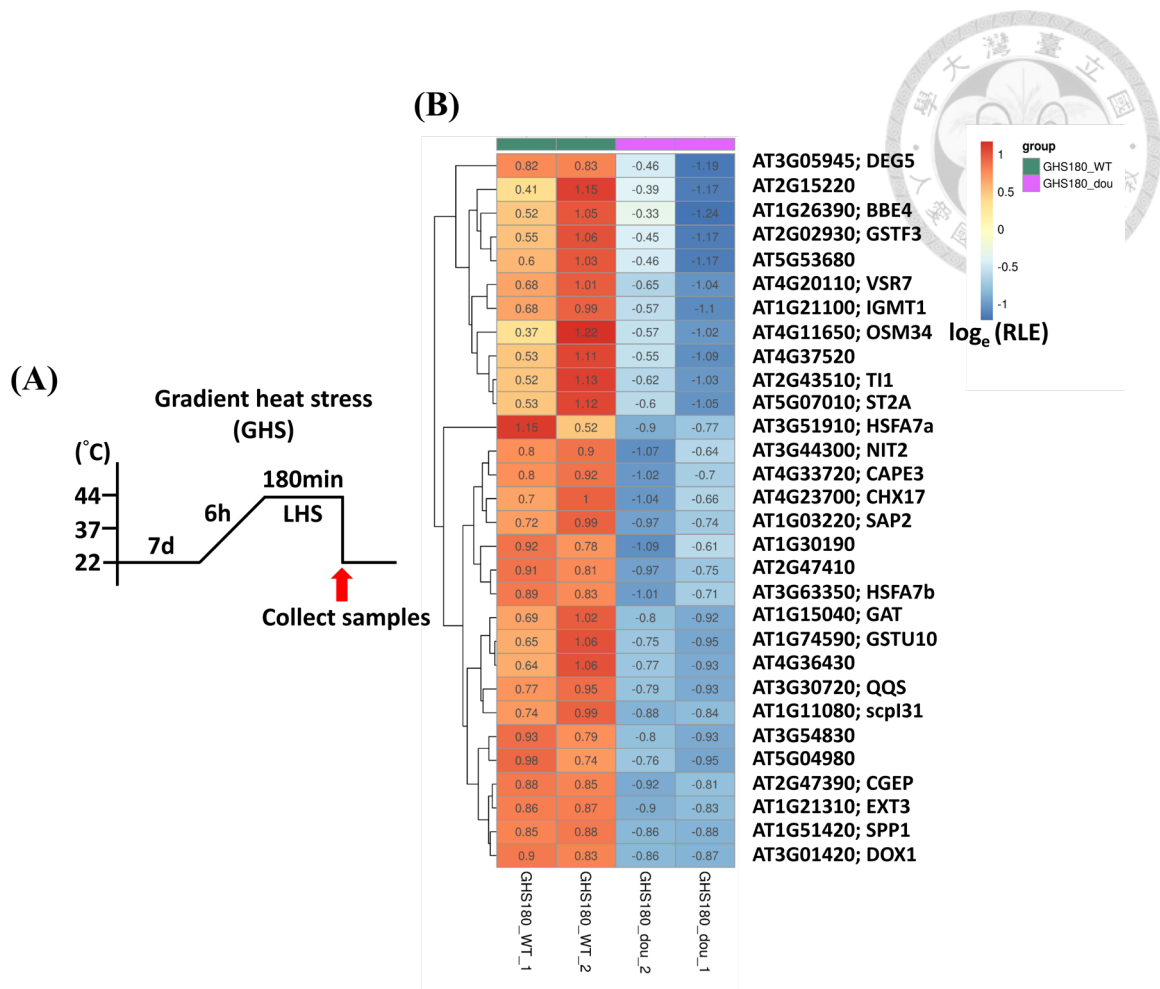 (B)
group
GHS180_WT
GHS180_dou
1
0.5
0
-0.5
-1
log_e (RLE)
0.82 0.83 -0.46 -1.19 AT3G05945; DEG5
0.41 1.15 -0.39 -1.17 AT2G15220
0.52 1.05 -0.33 -1.24 AT1G26390; BBE4
0.55 1.06 -0.45 -1.17 AT2G02930; GSTF3
0.6 1.03 -0.46 -1.17 AT5G53680
0.68 1.01 -0.65 -1.04 AT4G20110; VSR7
0.68 0.99 -0.57 -1.1 AT1G21100; IGMT1
0.37 1.22 -0.57 -1.02 AT4G11650; OSM34
0.53 1.11 -0.55 -1.09 AT4G37520
0.52 1.13 -0.62 -1.03 AT2G43510; TI1
0.53 1.12 -0.6 -1.05 AT5G07010; ST2A
1.15 0.52 -0.9 -0.77 AT3G51910; HSFA7a
0.8 0.9 -1.07 -0.64 AT3G44300; NIT2
0.8 0.92 -1.02 -0.7 AT4G33720; CAPE3
0.7 1 -1.04 -0.66 AT4G23700; CHX17
0.72 0.99 -0.97 -0.74 AT1G03220; SAP2
0.92 0.78 -1.09 -0.61 AT1G30190
0.91 0.81 -0.97 -0.75 AT2G47410
0.89 0.83 -1.01 -0.71 AT3G63350; HSFA7b
0.69 1.02 -0.8 -0.92 AT1G15040; GAT
0.65 1.06 -0.75 -0.95 AT1G74590; GSTU10
0.64 1.06 -0.77 -0.93 AT4G36430
0.77 0.95 -0.79 -0.93 AT3G30720; QQS
0.74 0.99 -0.88 -0.84 AT1G11080; scpl31
0.93 0.79 -0.8 -0.93 AT3G54830
0.98 0.74 -0.76 -0.95 AT5G04980
0.88 0.85 -0.92 -0.81 AT2G47390; CGEP
0.86 0.87 -0.9 -0.83 AT1G21310; EXT3
0.85 0.88 -0.86 -0.88 AT1G51420; SPP1
0.9 0.83 -0.86 -0.87 AT3G01420; DOX1
GHS180_WT_1
GHS180_WT_2
GHS180_dou_2
GHS180_dou_1
(A)
Gradient heat stress
(GHS)
(°C)
44
37
22
7d
6h
180min
LHS
Collect samples
臺灣大學